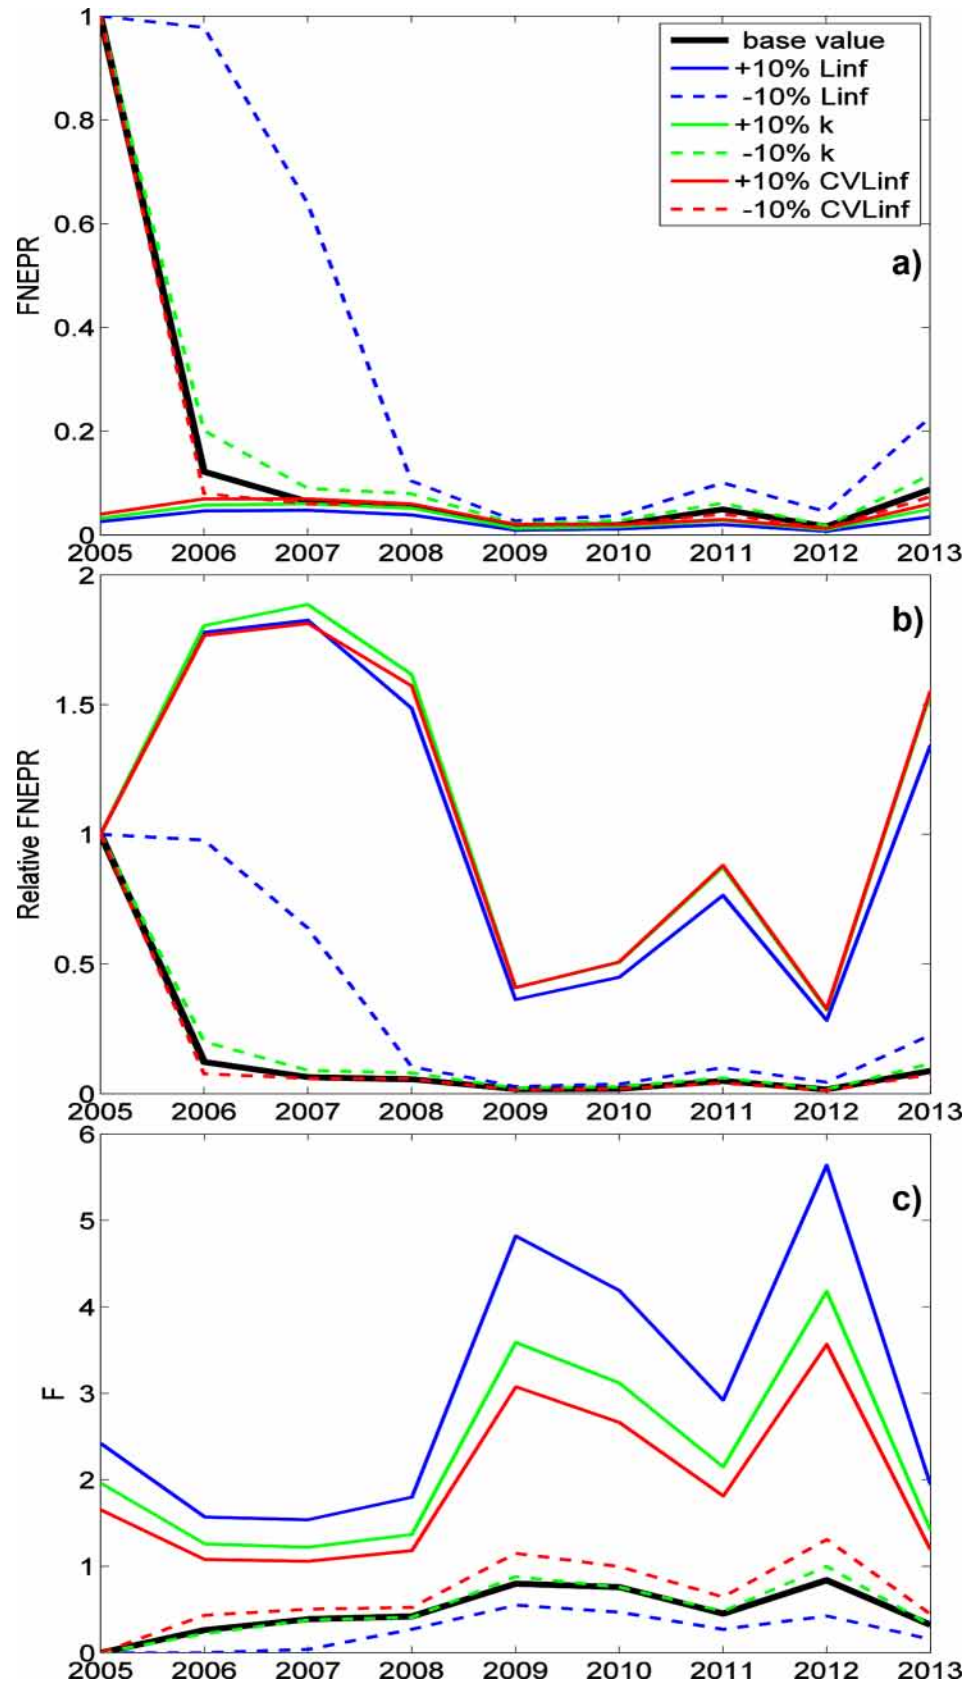 1
0.8
0.6
0.4
0.2
0
FNEPR
base value
+10% Linf
-10% Linf
+10% k
-10% k
+10% CVLinf
-10% CVLinf
a)
2005 2006 2007 2008 2009 2010 2011 2012 2013
2
1.5
1
0.5
0
Relative FNEPR
b)
2005 2006 2007 2008 2009 2010 2011 2012 2013
6
5
4
3
2
1
0
F
c)
2005 2006 2007 2008 2009 2010 2011 2012 2013